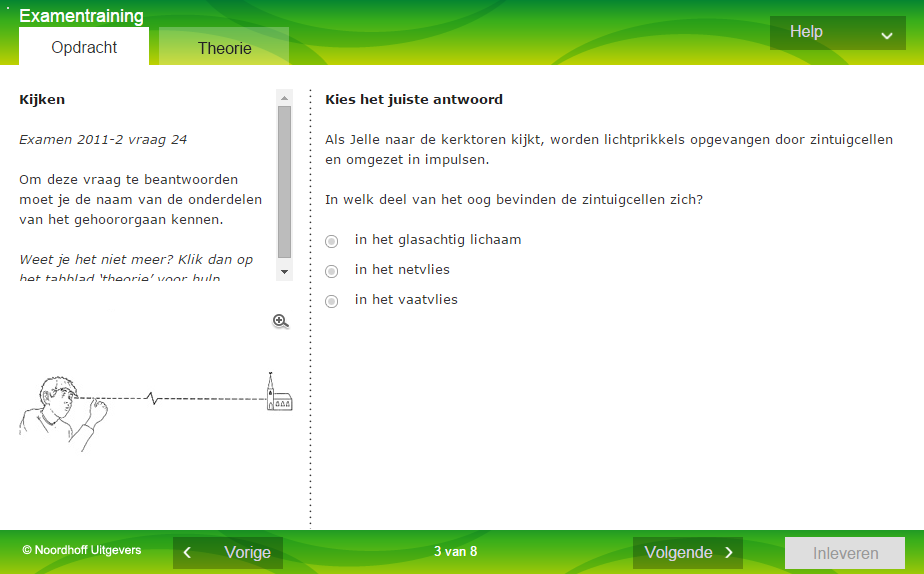 Examentraining
Opdracht
Theorie
Help
Kijken
Examen 2011-2 vraag 24
Om deze vraag te beantwoorden
moet je de naam van de onderdelen
van het gehoororgaan kennen.
Weet je het niet meer? Klik dan op
het tabblad 'theorie' voor hulp
Kies het juiste antwoord
Als Jelle naar de kerktoren kijkt, worden lichtprikkels opgevangen door zintuigcellen
en omgezet in impulsen.
In welk deel van het oog bevinden de zintuigcellen zich?
in het glasachtig lichaam
in het netvlies
in het vaatvlies
© Noordhoff Uitgevers
Vorige
3 van 8
Volgende
Inleveren